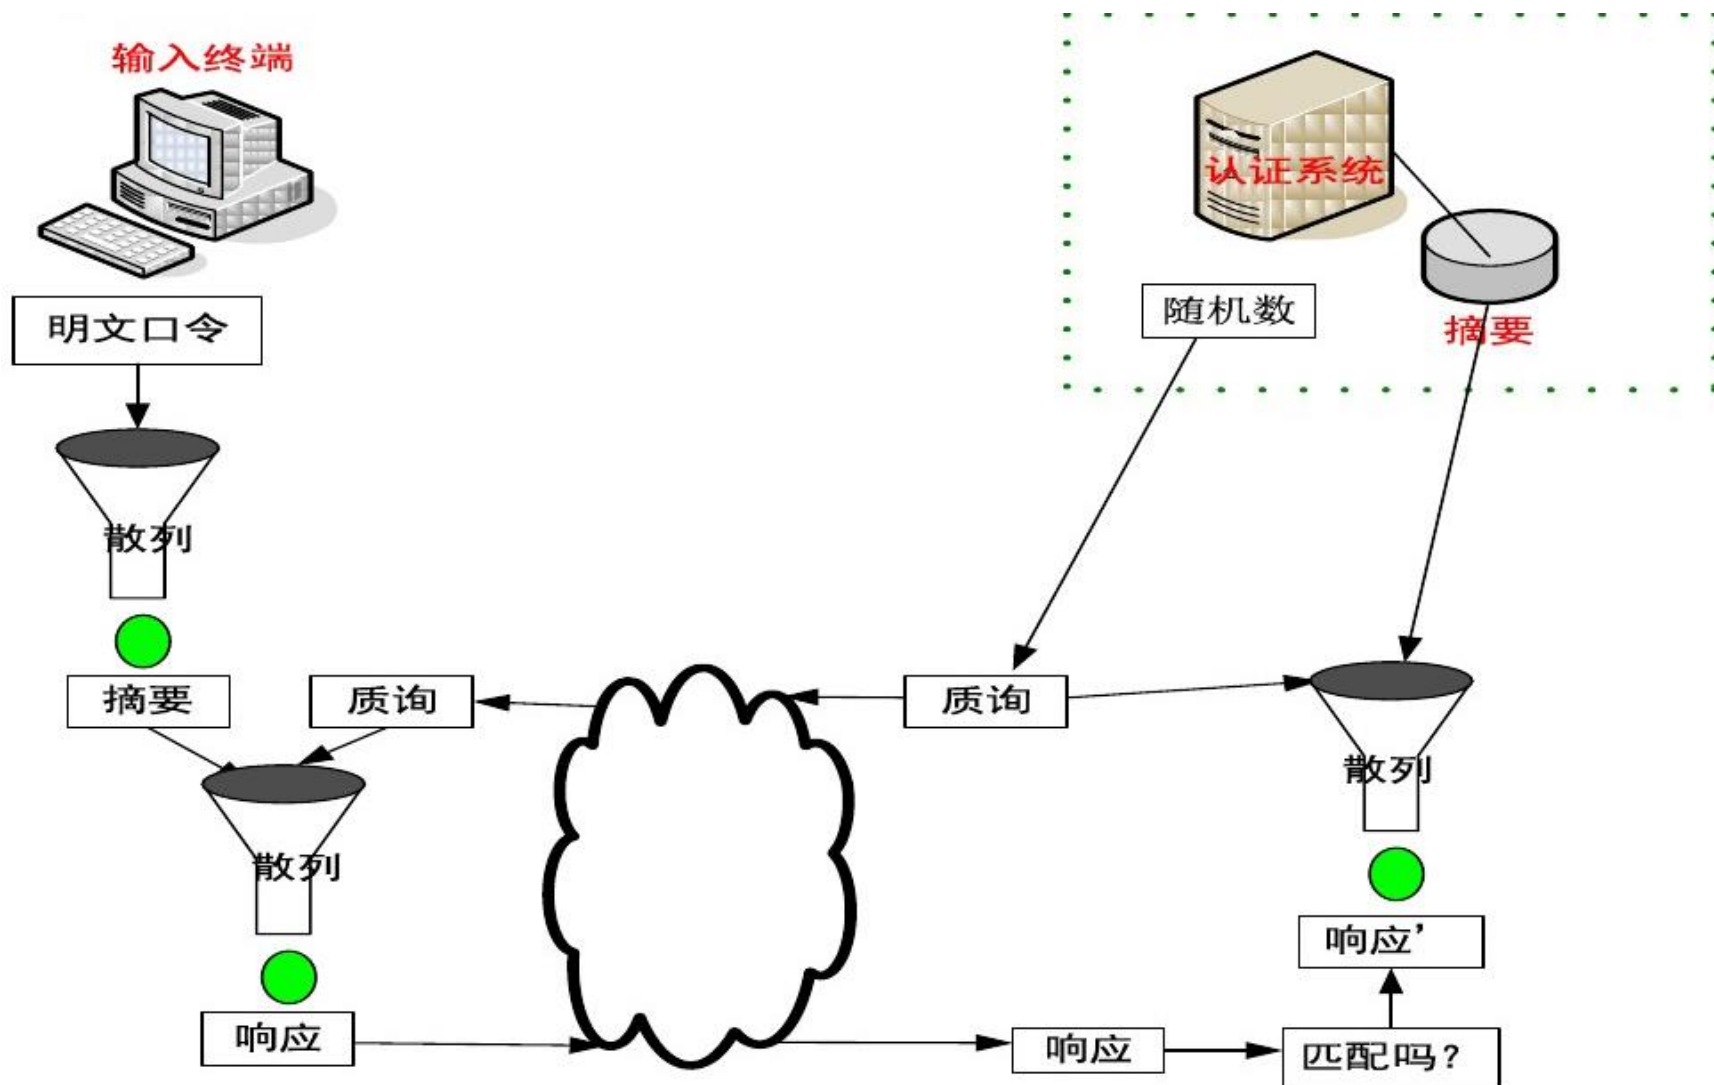 输入终端
认证系统
明文口令
随机数
摘要
散列
摘要
质询
质询
散列
散列
响应’
响应
响应
匹配吗？